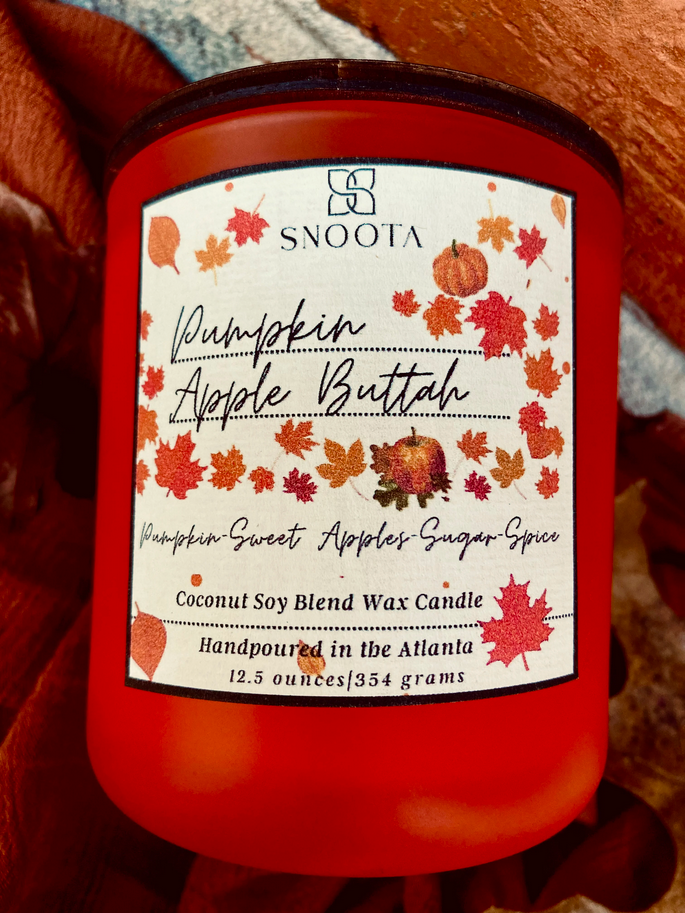 SNOOTA
Pumpkin
Apple Buttah
Pumpkin-Sweet Apples-Sugar-Spice
Coconut Soy Blend Wax Candle
Handpoured in the Atlanta
12.5 ounces|354 grams